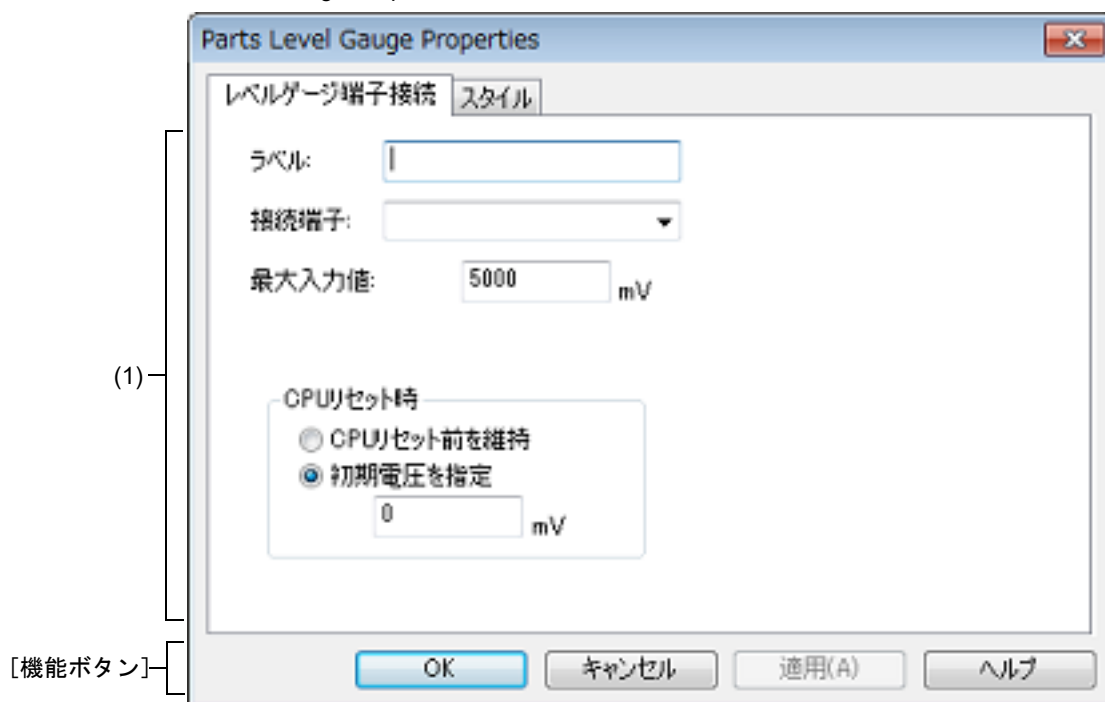 Parts Level Gauge Properties
レベルゲージ端子接続 スタイル
ラベル:
接続端子:
最大入力値: 5000 mV
(1)
CPUリセット時
CPUリセット前を維持
初期電圧を指定
0 mV
[機能ボタン]
OK キャンセル 適用(A) ヘルプ